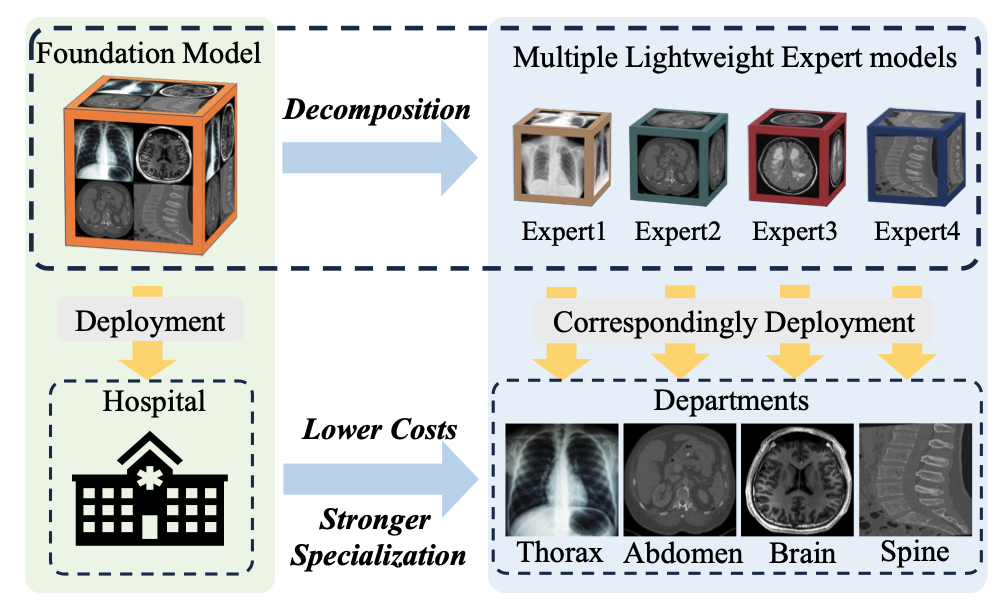 Foundation Model
Multiple Lightweight Expert models
Decomposition
Expert1
Expert2
Expert3
Expert4
Deployment
Correspondingly Deployment
Hospital
Departments
Lower Costs
Stronger
Specialization
Thorax
Abdomen
Brain
Spine